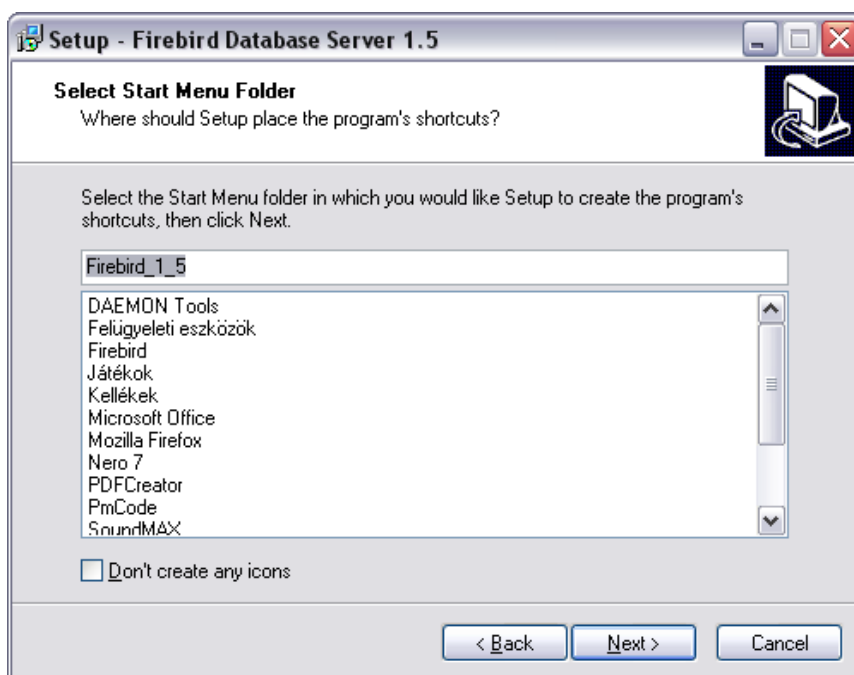 Setup - Firebird Database Server 1.5
Select Start Menu Folder
Where should Setup place the program's shortcuts?
Select the Start Menu folder in which you would like Setup to create the program's
shortcuts, then click Next.
Firebird_1_5
DAEMON Tools
Felügyeleti eszközök
Firebird
Játékok
Kellékek
Microsoft Office
Mozilla Firefox
Nero 7
PDFCreator
PmCode
SoundMAX
Don't create any icons
< Back
Next >
Cancel